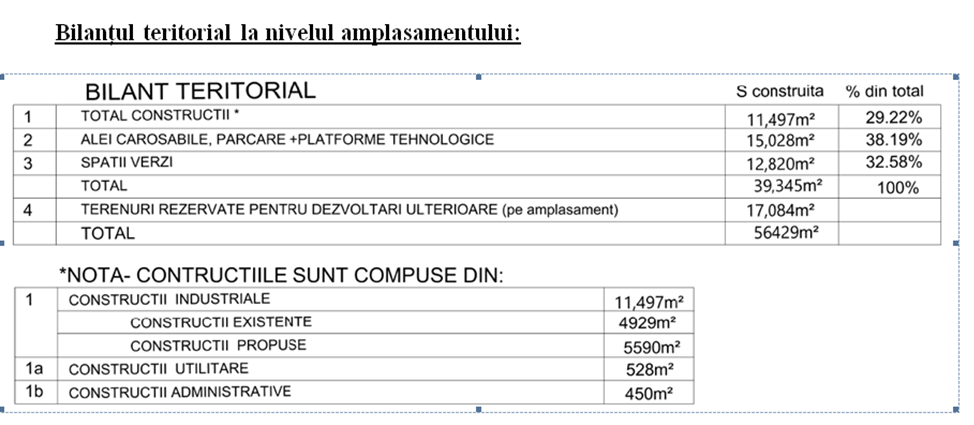 Bilanțul teritorial la nivelul amplasamentului:
BILANT TERITORIAL S construita % din total
1 TOTAL CONSTRUCTII * 11,497m² 29.22%
2 ALEI CAROSABILE, PARCARE +PLATFORME TEHNOLOGICE 15,028m² 38.19%
3 SPATII VERZI 12,820m² 32.58%
TOTAL 39,345m² 100%
4 TERENURI REZERVATE PENTRU DEZVOLTARI ULTERIOARE (pe amplasament) 17,084m²
TOTAL 56429m²
*NOTA- CONTRUCTIILE SUNT COMPUSE DIN:
1 CONSTRUCTII INDUSTRIALE 11,497m²
CONSTRUCTII EXISTENTE 4929m²
CONSTRUCTII PROPUSE 5590m²
1a CONSTRUCTII UTILITARE 528m²
1b CONSTRUCTII ADMINISTRATIVE 450m²